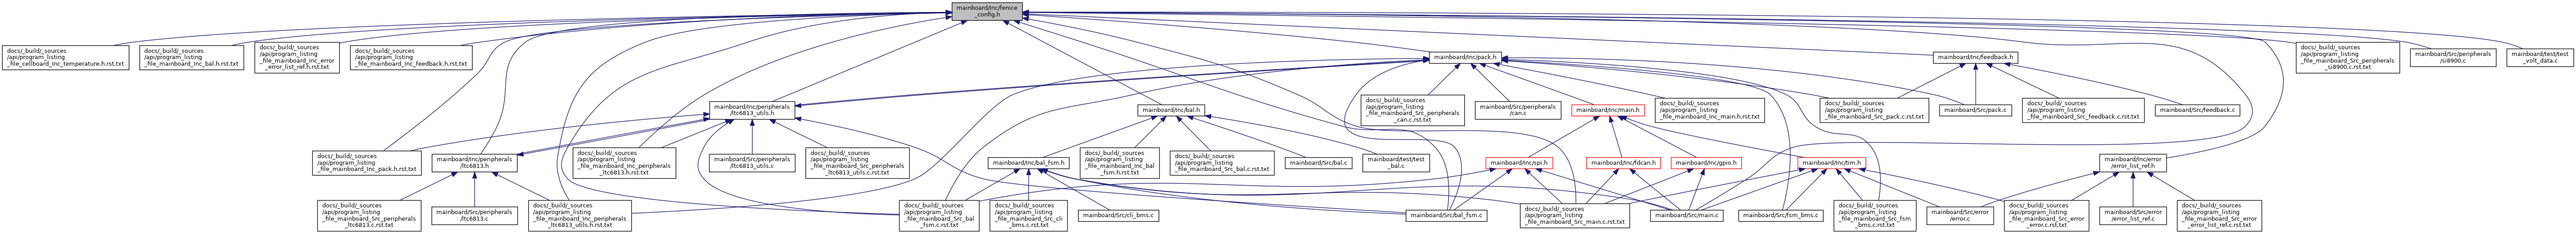 mainboard/Inc/fenice
_config.h
docs/_build/_sources
/api/program_listing
_file_cellboard_Inc_temperature.h.rst.txt
docs/_build/_sources
/api/program_listing
_file_mainboard_Inc_bal.h.rst.txt
docs/_build/_sources
/api/program_listing
_file_mainboard_Inc_error
_error_list_ref.h.rst.txt
docs/_build/_sources
/api/program_listing
_file_mainboard_Inc_feedback.h.rst.txt
mainboard/Inc/pack.h
mainboard/Inc/feedback.h
docs/_build/_sources
/api/program_listing
_file_mainboard_Src_peripherals
_si8900.c.rst.txt
mainboard/Src/peripherals
/si8900.c
mainboard/test/test
_volt_data.c
mainboard/Inc/peripherals
/ltc6813_utils.h
mainboard/Inc/bal.h
docs/_build/_sources
/api/program_listing
_file_mainboard_Src_peripherals
_can.c.rst.txt
mainboard/Src/peripherals
/can.c
mainboard/Inc/main.h
docs/_build/_sources
/api/program_listing
_file_mainboard_Inc_main.h.rst.txt
docs/_build/_sources
/api/program_listing
_file_mainboard_Src_pack.c.rst.txt
mainboard/Src/pack.c
docs/_build/_sources
/api/program_listing
_file_mainboard_Src_feedback.c.rst.txt
mainboard/Src/feedback.c
docs/_build/_sources
/api/program_listing
_file_mainboard_Inc_pack.h.rst.txt
mainboard/Inc/peripherals
/ltc6813.h
docs/_build/_sources
/api/program_listing
_file_mainboard_Inc_peripherals
_ltc6813.h.rst.txt
mainboard/Src/peripherals
/ltc6813_utils.c
docs/_build/_sources
/api/program_listing
_file_mainboard_Src_peripherals
_ltc6813_utils.c.rst.txt
mainboard/Inc/bal_fsm.h
docs/_build/_sources
/api/program_listing
_file_mainboard_Inc_bal
_fsm.h.rst.txt
docs/_build/_sources
/api/program_listing
_file_mainboard_Src_bal.c.rst.txt
mainboard/Src/bal.c
mainboard/test/test
_bal.c
mainboard/Inc/spi.h
mainboard/Inc/fdcan.h
mainboard/Inc/gpio.h
mainboard/Inc/tim.h
mainboard/Inc/error
/error_list_ref.h
docs/_build/_sources
/api/program_listing
_file_mainboard_Src_peripherals
_ltc6813.c.rst.txt
mainboard/Src/peripherals
/ltc6813.c
docs/_build/_sources
/api/program_listing
_file_mainboard_Inc_peripherals
_ltc6813_utils.h.rst.txt
docs/_build/_sources
/api/program_listing
_file_mainboard_Src_bal
_fsm.c.rst.txt
docs/_build/_sources
/api/program_listing
_file_mainboard_Src_cli
_bms.c.rst.txt
mainboard/Src/cli_bms.c
mainboard/Src/bal_fsm.c
docs/_build/_sources
/api/program_listing
_file_mainboard_Src_main.c.rst.txt
mainboard/Src/main.c
mainboard/Src/fsm_bms.c
docs/_build/_sources
/api/program_listing
_file_mainboard_Src_fsm
_bms.c.rst.txt
mainboard/Src/error
/error.c
docs/_build/_sources
/api/program_listing
_file_mainboard_Src_error
_error.c.rst.txt
mainboard/Src/error
/error_list_ref.c
docs/_build/_sources
/api/program_listing
_file_mainboard_Src_error
_error_list_ref.c.rst.txt